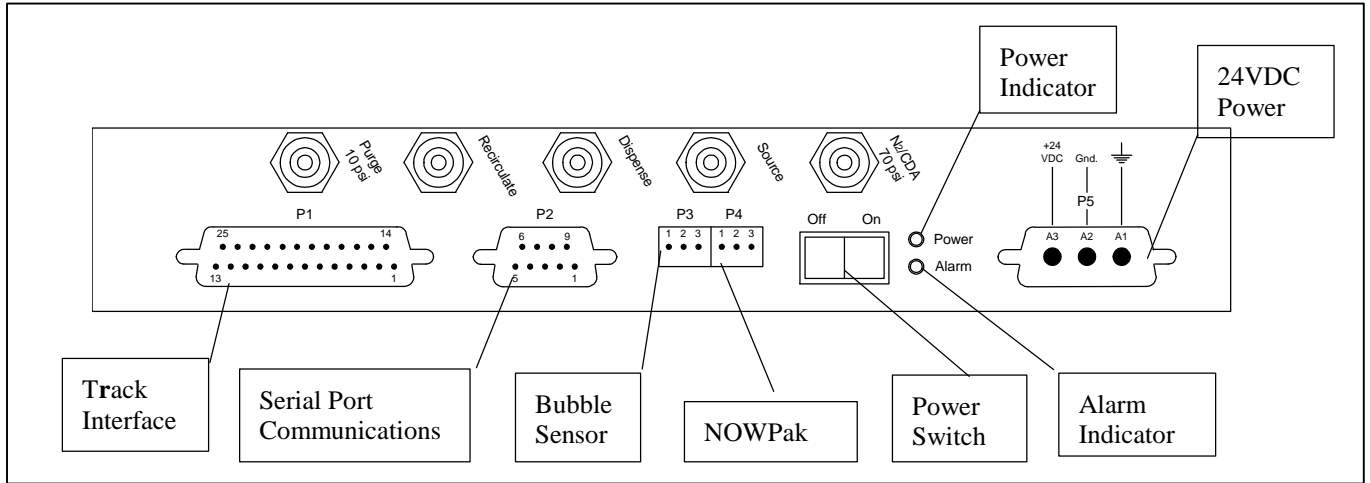 Power
Indicator
24VDC
Power
Purge
10 psi
Recirculate
Dispense
Source
N2/CDA
70 psi
+24
VDC
Gnd.
P5
P1
P2
P3
P4
Off
On
25
14
13
1
6
9
5
1
1 2 3
1 2 3
Power
Alarm
A3
A2
A1
Track
Interface
Serial Port
Communications
Bubble
Sensor
NOWPak
Power
Switch
Alarm
Indicator